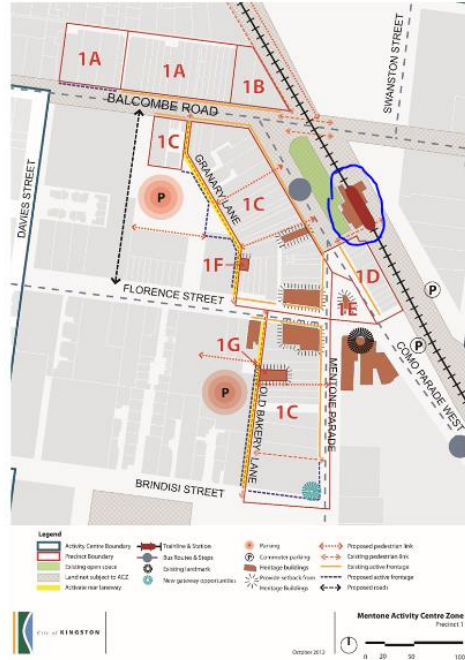 SWANSTON STREET
1A
1A
1B
BALCOMBE ROAD
1C
GRANARY LANE
1C
DAVIES STREET
P
1F
1D
1E
P
FLORENCE STREET
1G
P
MENTONE PARADE
P
COMO PARADE WEST
OLD BAKERY LANE
1C
BRINDISI STREET
Legend
Activity Centre Boundary
Precinct Boundary
Existing open space
Land not subject to ACZ
Activate rear laneway
Trainline & Station
Bus Routes & Stops
Existing landmark
New gateway opportunities
Parking
P Commuter parking
Heritage buildings
Provide setback from
Heritage Buildings
Proposed pedestrian link
Existing pedestrian link
Existing active frontage
Proposed active frontage
Proposed roads
City of KINGSTON
October 2012
Mentone Activity Centre Zone
Precinct 1
0 20 50 100